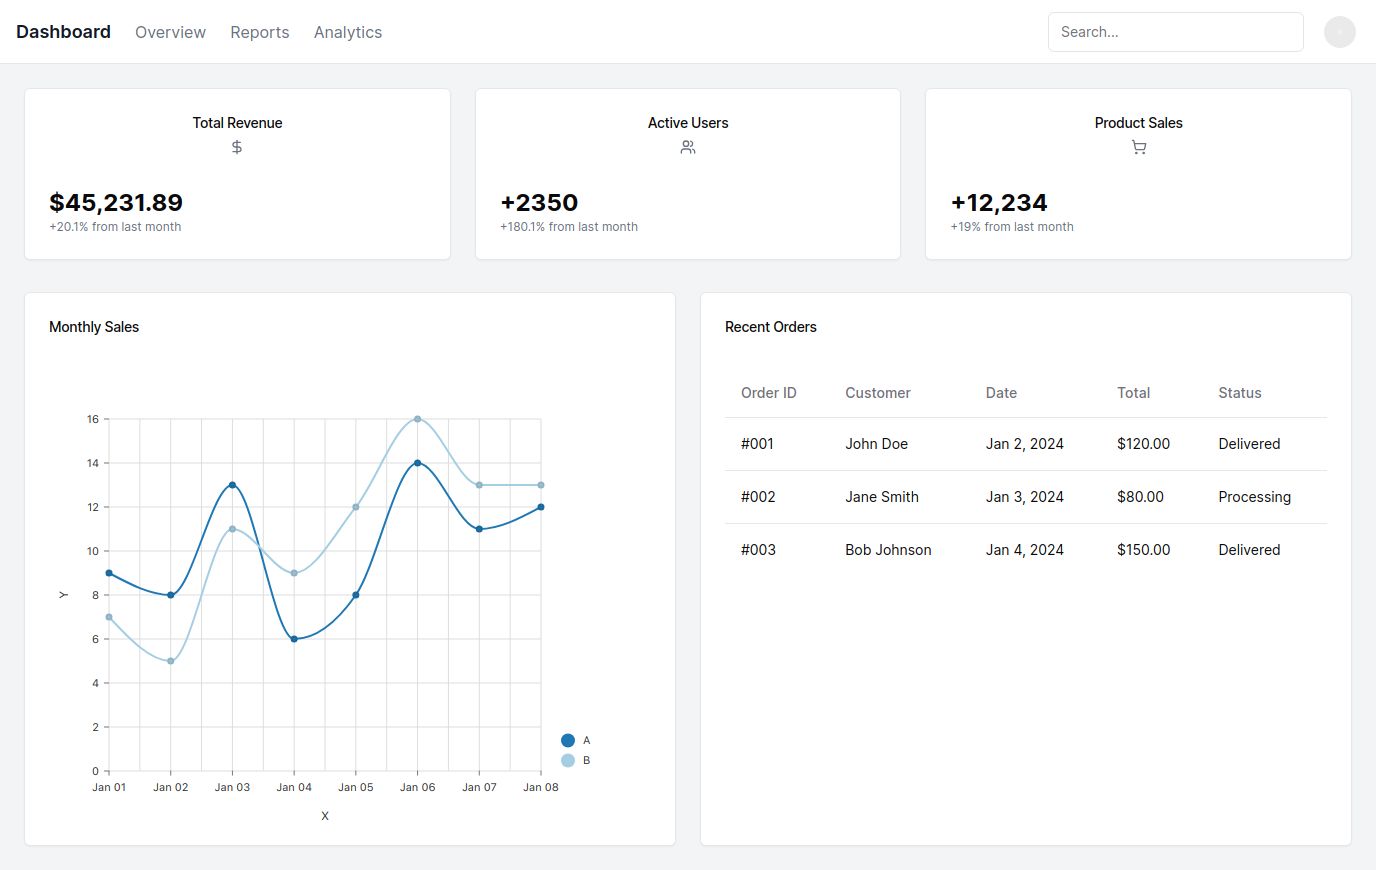 Dashboard Overview Reports Analytics Search...
Total Revenue
$45,231.89
+20.1% from last month
Active Users
+2350
+180.1% from last month
Product Sales
+12,234
+19% from last month
Monthly Sales
16
14
12
10
8
6
4
2
0
Y
Jan 01 Jan 02 Jan 03 Jan 04 Jan 05 Jan 06 Jan 07 Jan 08
X
A
B
Recent Orders
Order ID Customer Date Total Status
#001 John Doe Jan 2, 2024 $120.00 Delivered
#002 Jane Smith Jan 3, 2024 $80.00 Processing
#003 Bob Johnson Jan 4, 2024 $150.00 Delivered